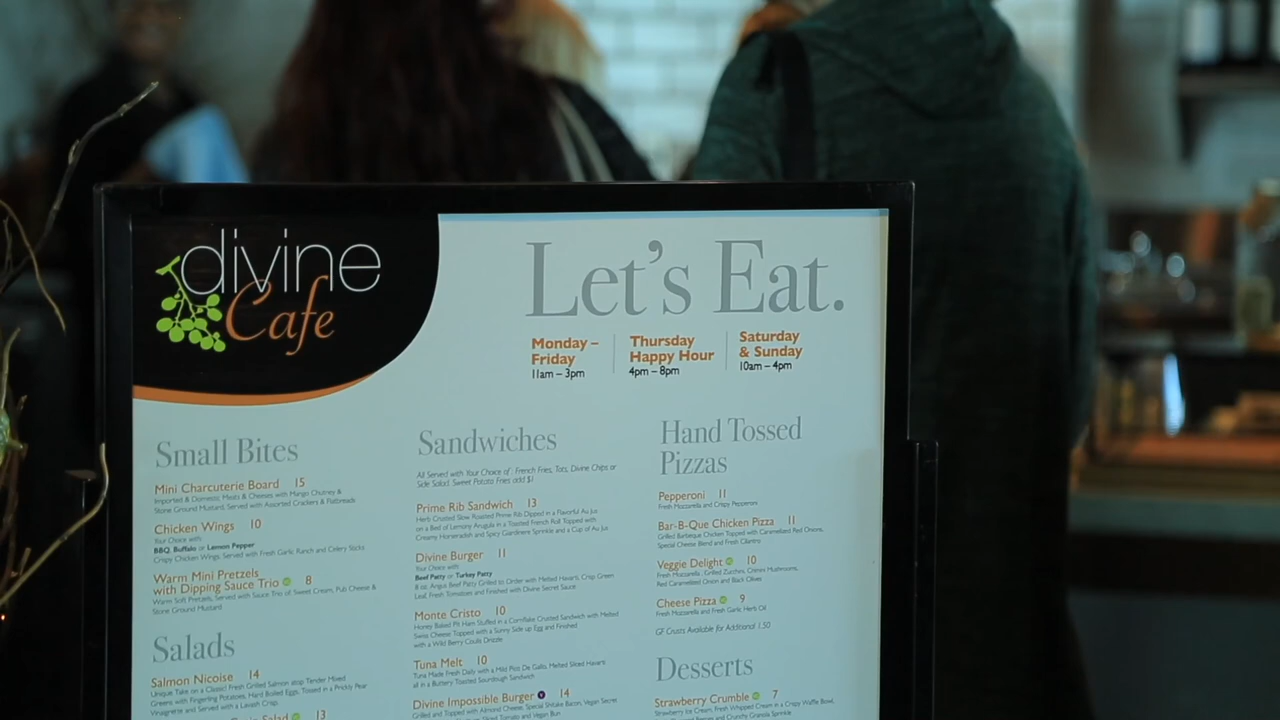 divine
Cafe
Let's Eat.
Monday –
Friday
11am – 3pm
Thursday
Happy Hour
4pm – 8pm
Saturday
& Sunday
10am – 4pm
Small Bites
Mini Charcuterie Board 15
Imported & Domestic Meats & Cheeses with Mango Chutney &
Stone Ground Mustard, Served with Assorted Crackers & Flatbreads
Chicken Wings 10
Your Choice with
BBQ, Buffalo or Lemon Pepper
Crispy Chicken Wings, Served with Fresh Garlic Ranch and Celery Sticks
Warm Mini Pretzels
with Dipping Sauce Trio 8
Warm Soft Pretzels, Served with Sauce Trio of Sweet Cream, Pub Cheese &
Stone Ground Mustard
Salads
Salmon Nicoise 14
Unique Take on a Classic! Fresh Grilled Salmon atop Tender Mixed
Greens with Fingerling Potatoes, Hard Boiled Eggs, Tossed in a Prickly Pear
Vinaigrette and Served with a Lavash Crisp.
Salad 13
Sandwiches
All Served with Your Choice of: French Fries, Tots, Divine Chips or
Side Salad. Sweet Potato Fries add $1
Prime Rib Sandwich 13
Herb Crusted Slow Roasted Prime Rib Dipped in a Flavorful Au Jus
on a Bed of Lemony Arugula in a Toasted French Roll Topped with
Creamy Horseradish and Spicy Giardiniere Sprinkle and a Cup of Au Jus
Divine Burger 11
Your Choice with
Beef Patty or Turkey Patty
8 oz. Angus Beef Patty Grilled to Order with Melted Havarti, Crisp Green
Leaf, Fresh Tomatoes and Finished with Divine Secret Sauce
Monte Cristo 10
Honey Baked Pit Ham Stuffed in a Cornflake Crusted Sandwich with Melted
Swiss Cheese Topped with a Sunny Side up Egg and Finished
with a Wild Berry Coulis Drizzle
Tuna Melt 10
Tuna Made Fresh Daily with a Mild Pico De Gallo, Melted Sliced Havarti
all in a Buttery Toasted Sourdough Sandwich
Divine Impossible Burger 14
Grilled and Topped with Almond Cheese, Special Shitake Bacon, Vegan Secret
Sliced Tomato and Vegan Bun
Hand Tossed
Pizzas
Pepperoni 11
Fresh Mozzarella and Crispy Pepperoni
Bar-B-Que Chicken Pizza 11
Grilled Barbeque Chicken Topped with Caramelized Red Onions,
Special Cheese Blend and Fresh Cilantro
Veggie Delight 10
Fresh Mozzarella, Grilled Zucchini, Crimini Mushrooms,
Red Caramelized Onion and Black Olives
Cheese Pizza 9
Fresh Mozzarella and Fresh Garlic Herb Oil
GF Crusts Available for Additional 1.50
Desserts
Strawberry Crumble 7
Strawberry Ice Cream, Fresh Whipped Cream in a Crispy Waffle Bowl,
and Crunchy Granola Sprinkle